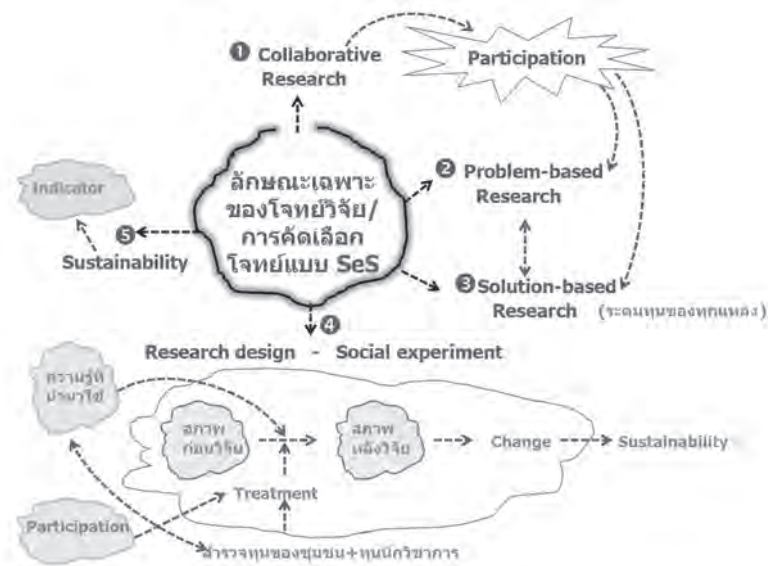 ❶ Collaborative
Research
Participation
ลักษณะเฉพาะ
ของโจทย์วิจัย/
การคัดเลือก
โจทย์แบบ SeS
❷ Problem-based
Research
Indicator
❺
Sustainability
❸ Solution-based
Research (ระดมทุนของทุกแหล่ง)
❹
Research design - Social experiment
ความรู้ที่
นำมาใช้
สภาพ
ก่อนวิจัย
สภาพ
หลังวิจัย
Change
Sustainability
Treatment
Participation
สำรวจทุนของชุมชน+ทุนนักวิชาการ